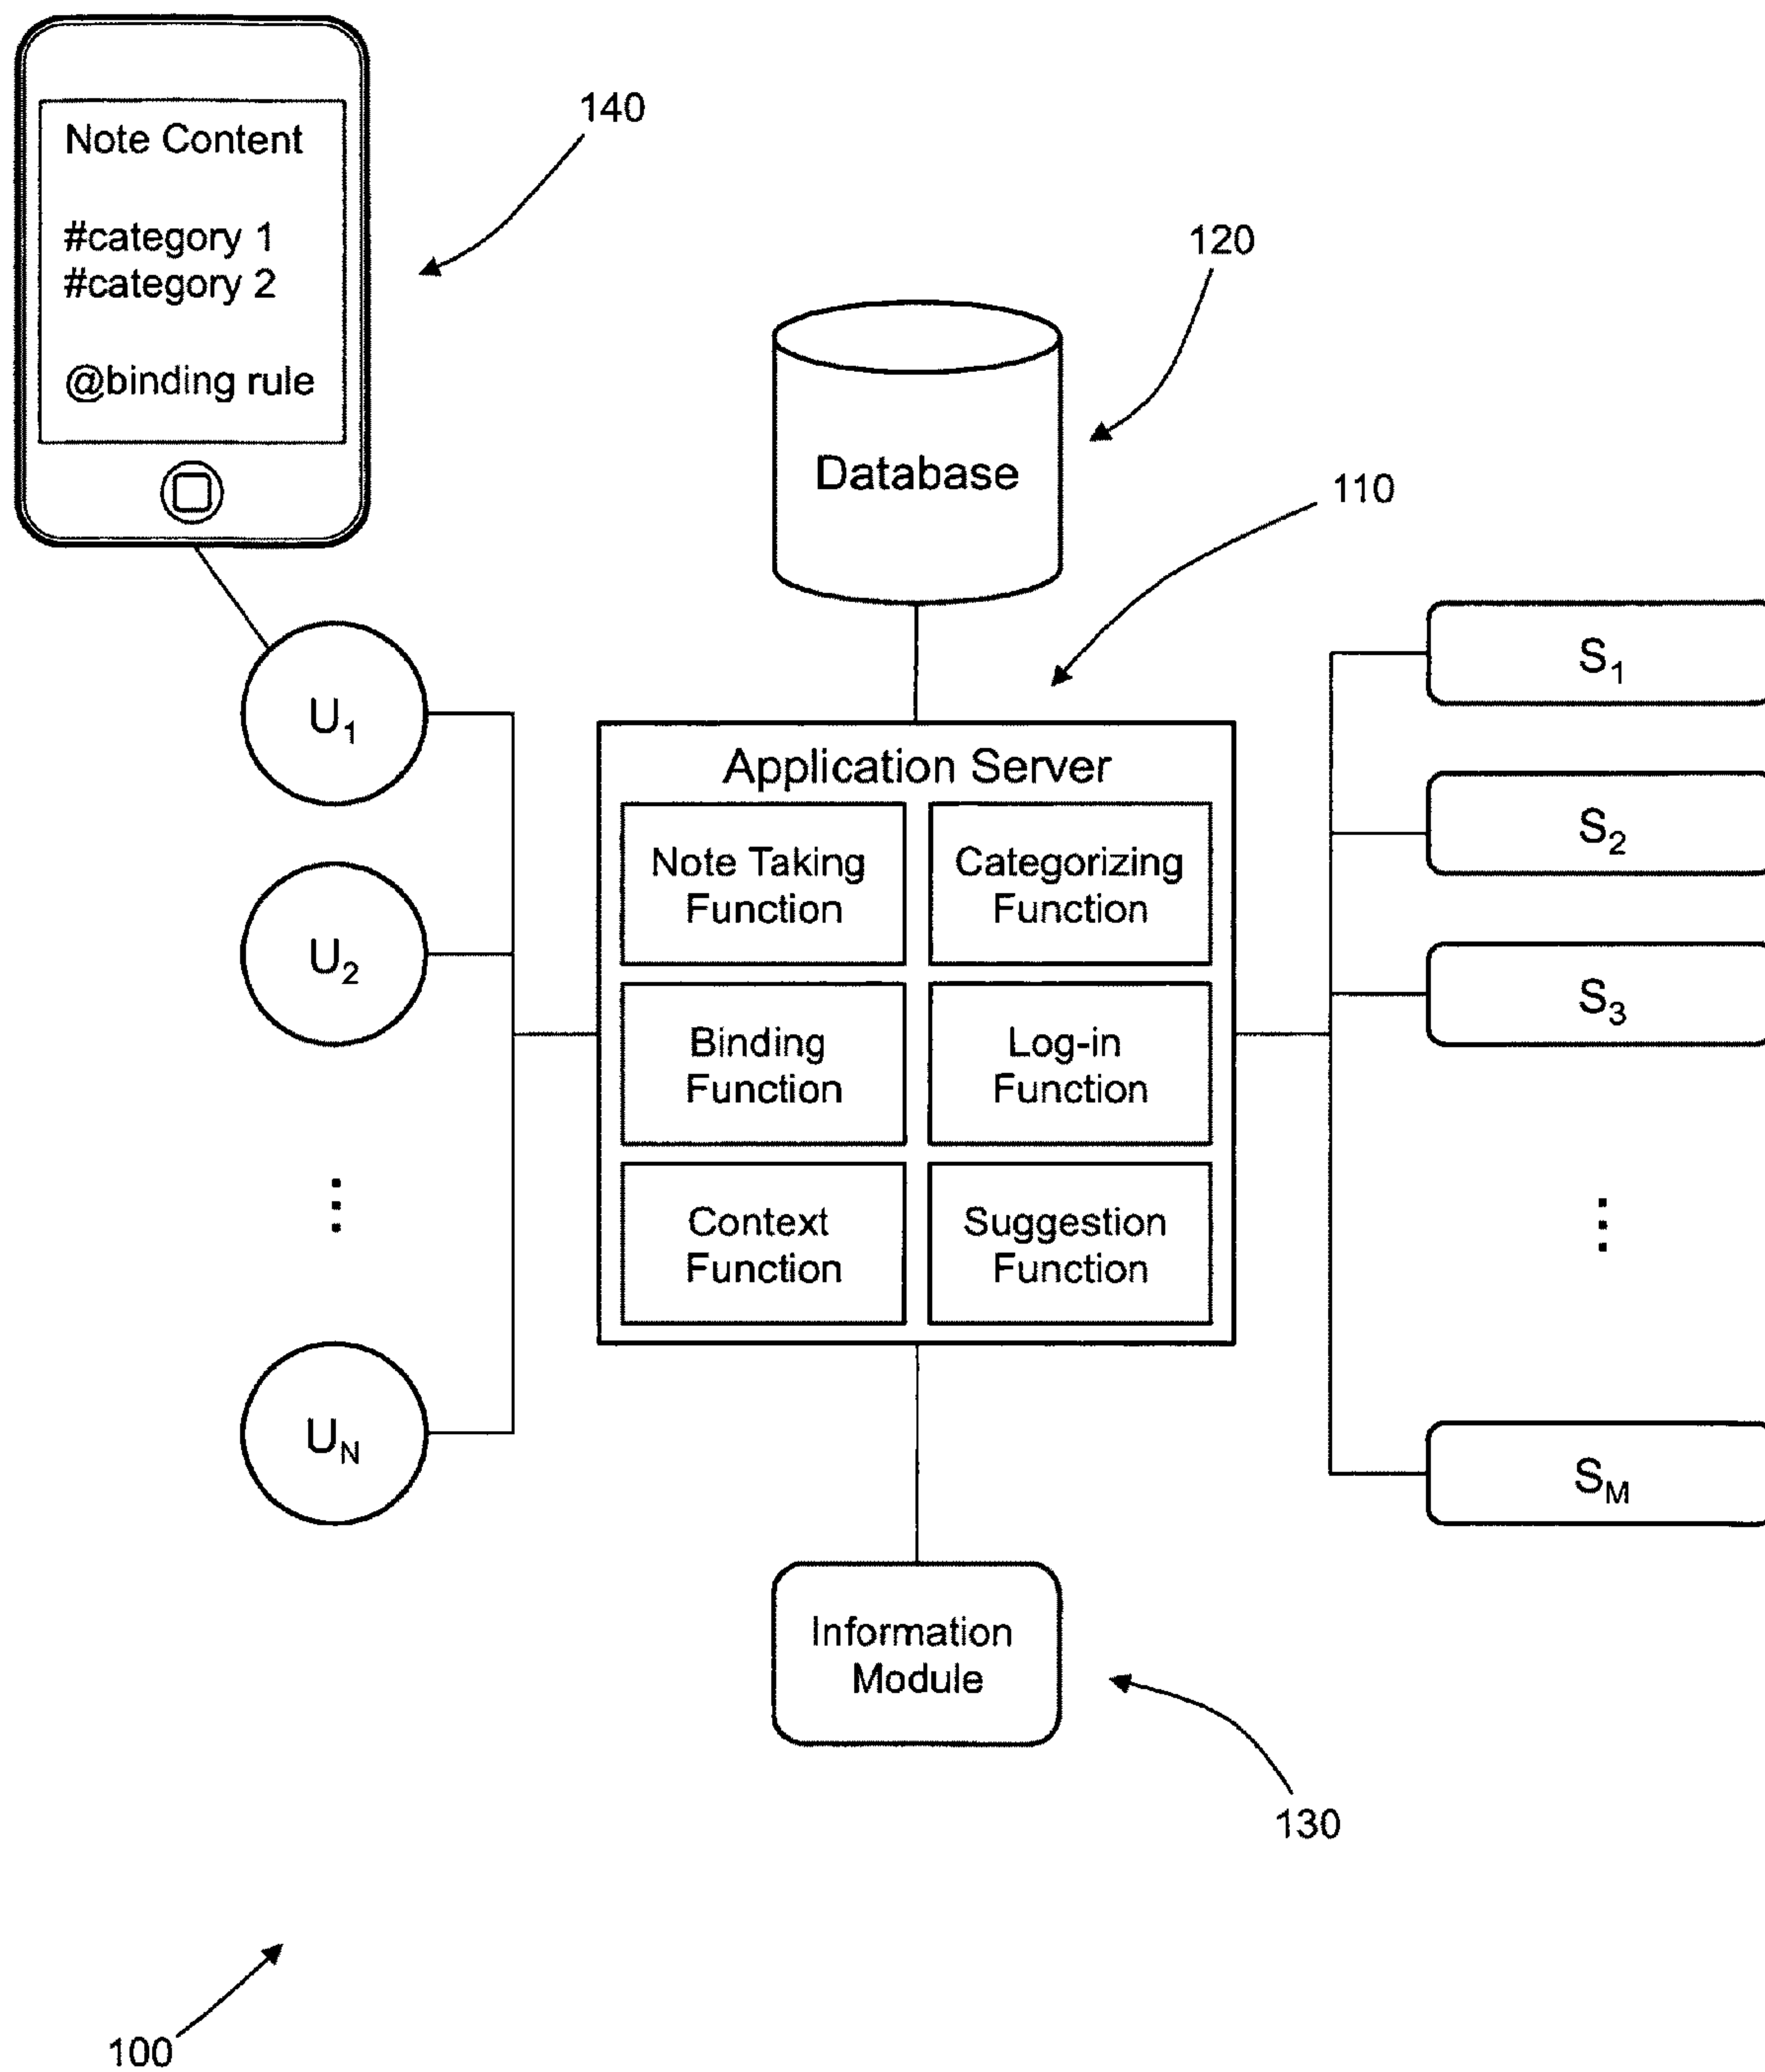 Note Content
#category 1
#category 2
@binding rule
140
120
Database
110
U1
U2
⋮
UN
Application Server
Note Taking
Function
Categorizing
Function
Binding
Function
Log-in
Function
Context
Function
Suggestion
Function
S1
S2
S3
⋮
SM
Information
Module
130
100